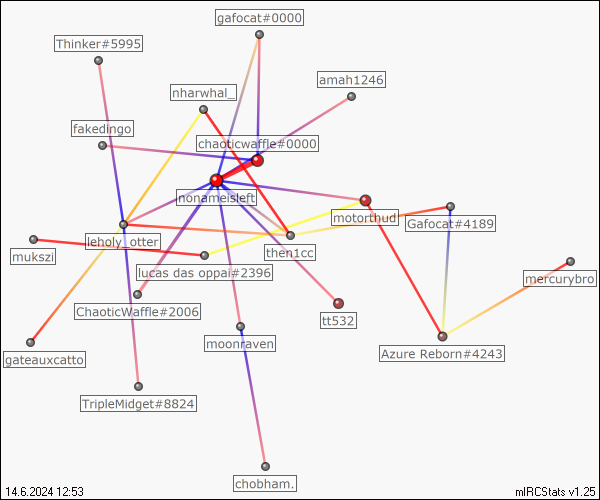 gafocat#0000
Thinker#5995
amah1246
nharwhal_
fakedingo
chaoticwaffle#0000
nonameisleft
motorthud
Gafocat#4189
leholy_otter
then1cc
mukszi
lucas das oppai#2396
mercurybro
ChaoticWaffle#2006
tt532
moonraven
Azure Reborn#4243
gateauxcatto
TripleMidget#8824
chobham.
14.6.2024 12:53
mIRCStats v1.25